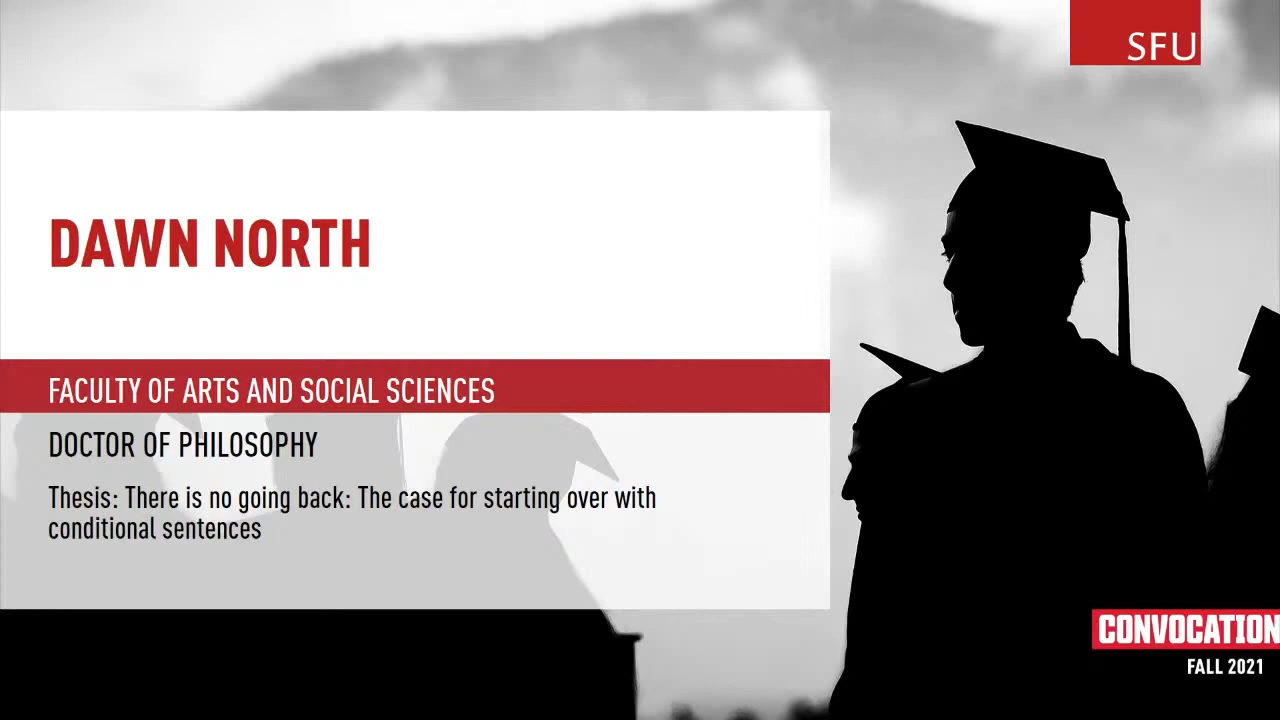 SFU
DAWN NORTH
FACULTY OF ARTS AND SOCIAL SCIENCES
DOCTOR OF PHILOSOPHY
Thesis: There is no going back: The case for starting over with
conditional sentences
CONVOCATION
FALL 2021